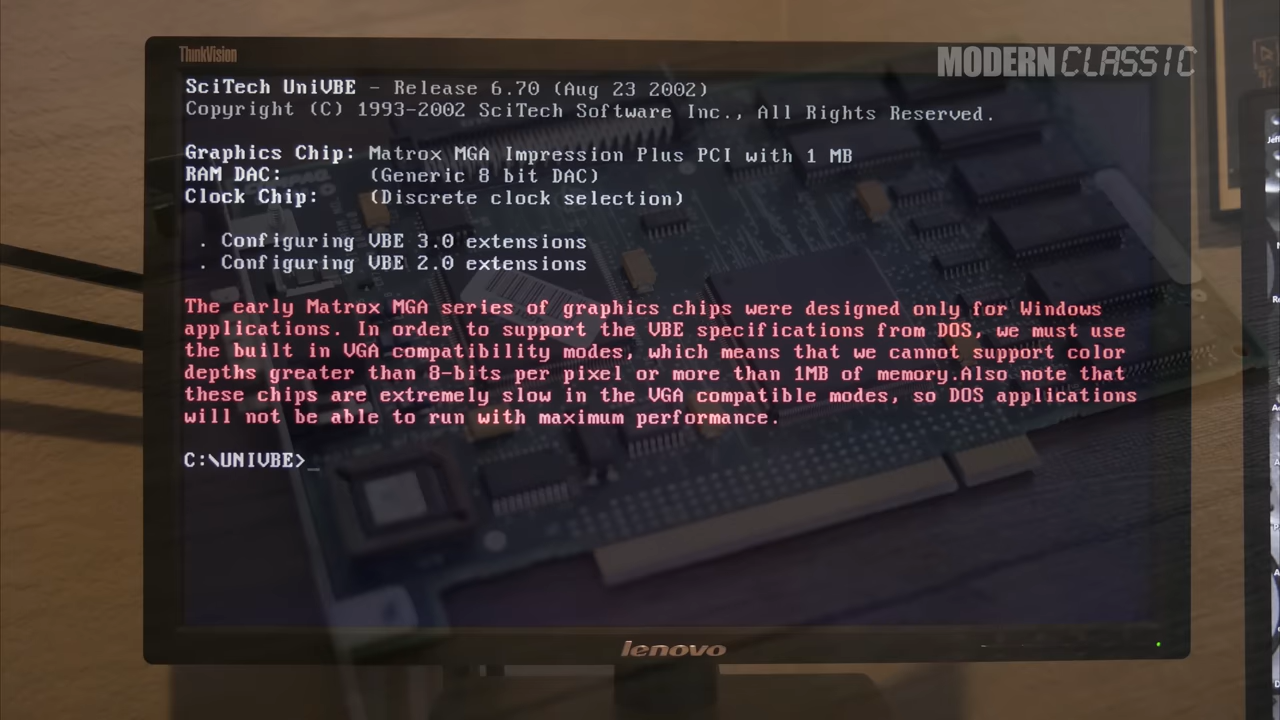 ThinkVision
MODERN CLASSIC
SciTech UniVBE - Release 6.70 (Aug 23 2002)
Copyright (C) 1993-2002 SciTech Software Inc., All Rights Reserved.
Graphics Chip: Matrox MGA Impression Plus PCI with 1 MB
RAM DAC: (Generic 8 bit DAC)
Clock Chip: (Discrete clock selection)
. Configuring VBE 3.0 extensions
. Configuring VBE 2.0 extensions
The early Matrox MGA series of graphics chips were designed only for Windows
applications. In order to support the VBE specifications from DOS, we must use
the built in VGA compatibility modes, which means that we cannot support color
depths greater than 8-bits per pixel or more than 1MB of memory.Also note that
these chips are extremely slow in the VGA compatible modes, so DOS applications
will not be able to run with maximum performance.
C:\UNIVBE>_
lenovo